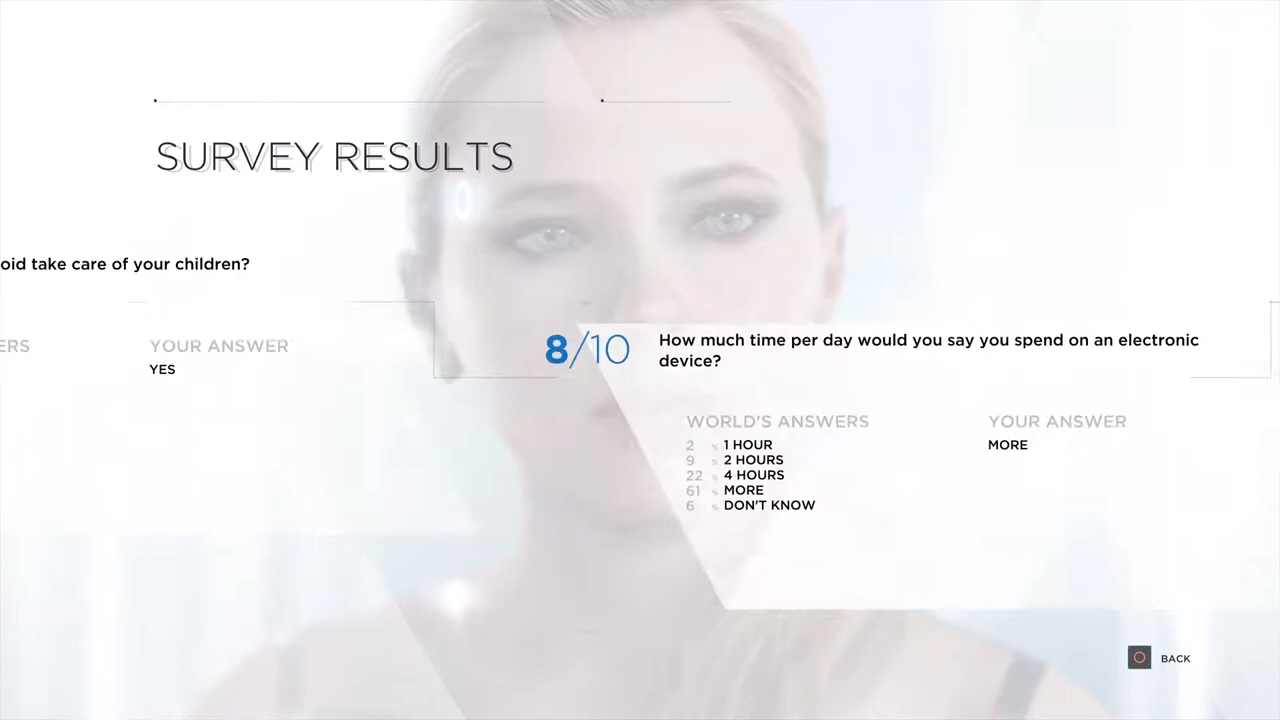 SURVEY RESULTS
oid take care of your children?
ERS
YOUR ANSWER
YES
8/10
How much time per day would you say you spend on an electronic
device?
WORLD'S ANSWERS
YOUR ANSWER
2 % 1 HOUR
MORE
9 % 2 HOURS
22 % 4 HOURS
61 % MORE
6 % DON'T KNOW
BACK